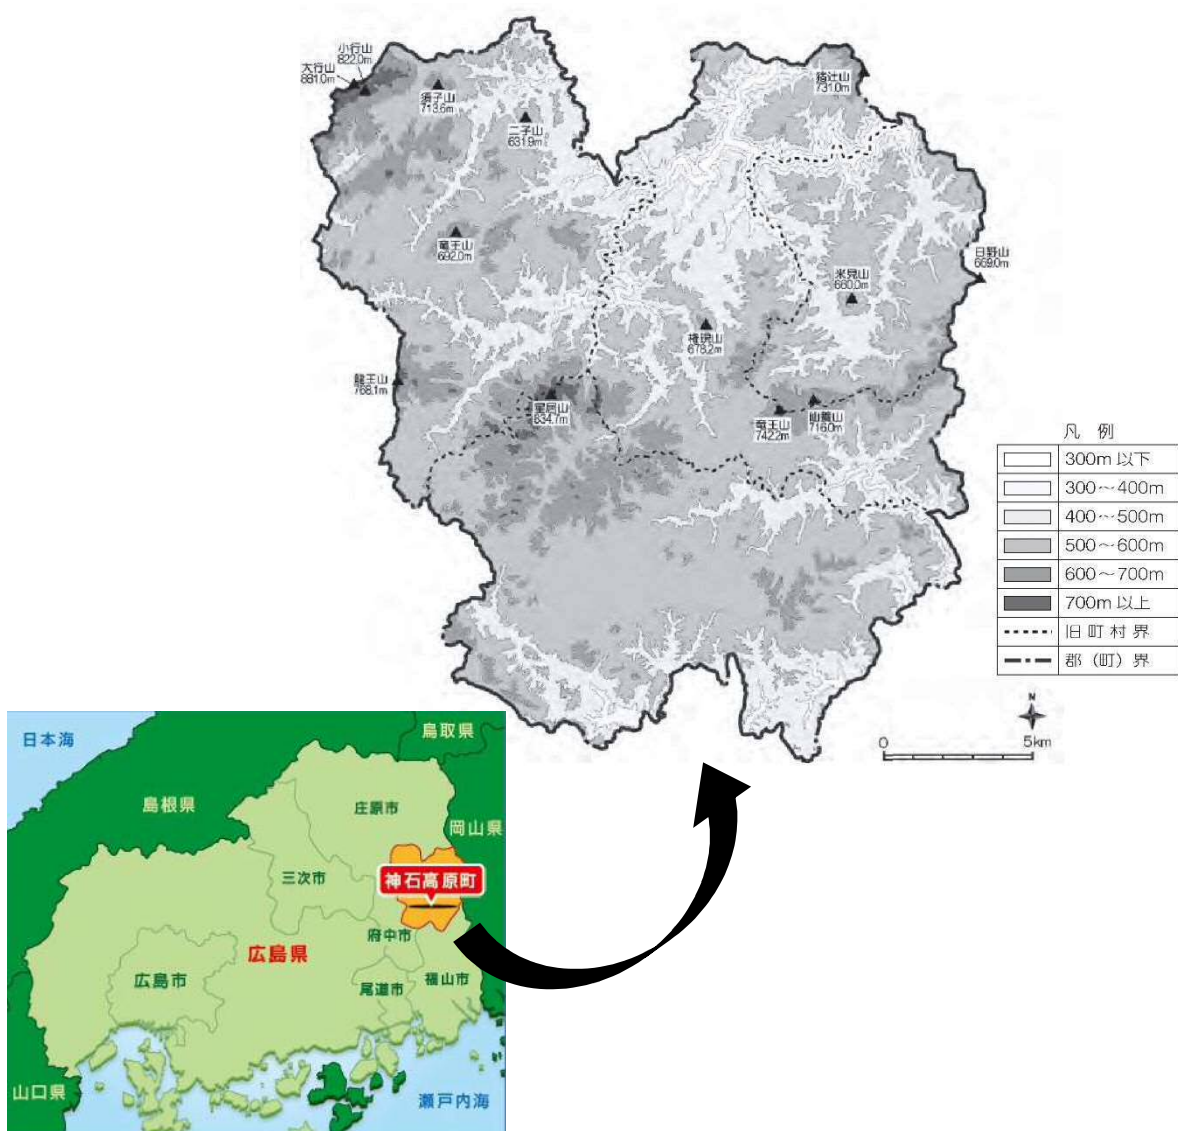 小行山
822.0m
大行山
881.0m
須子山
713.6m
二子山
631.9m
猪辻山
731.0m
竜王山
692.0m
日野山
669.0m
米見山
660.0m
権現山
678.2m
龍王山
768.1m
星居山
834.7m
竜王山
742.2m
仙養山
716.0m
凡 例
300m 以下
300～400m
400～500m
500～600m
600～700m
700m 以上
旧 町 村 界
郡（町）界
N
0 5km
日本海
鳥取県
島根県
庄原市
岡山県
三次市
神石高原町
府中市
広島県
広島市
尾道市
福山市
山口県
瀬戸内海